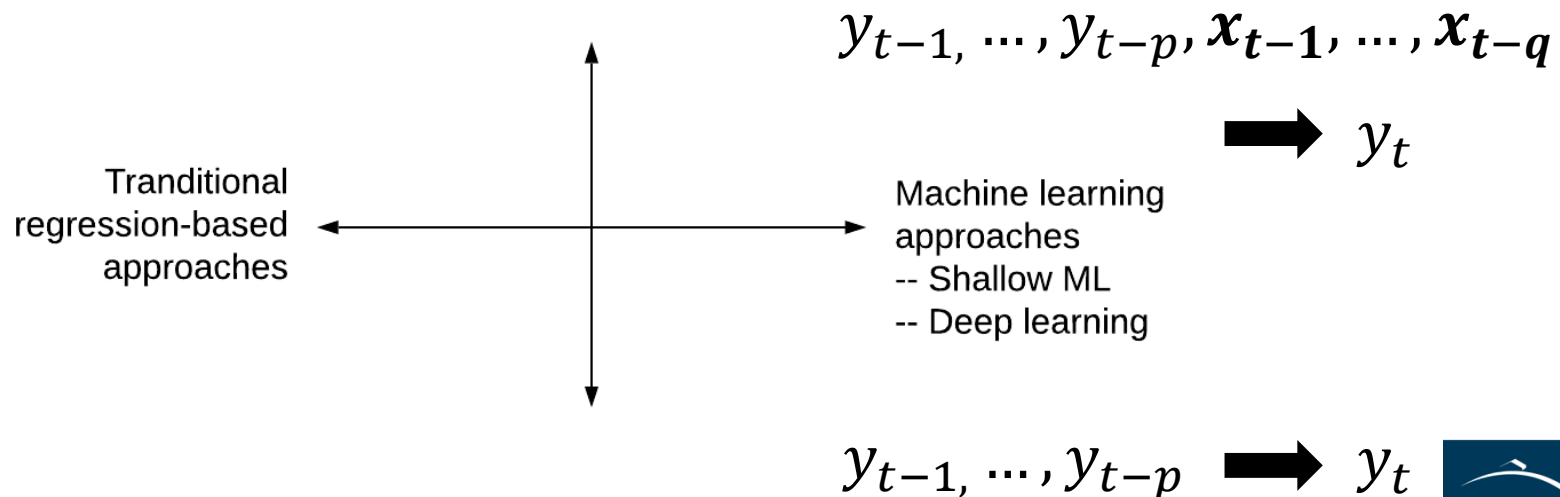 y_{t−1,} ... , y_{t−p}, x_{t−1}, ... , x_{t−q}
y_t
Tranditional
regression-based
approaches
Machine learning
approaches
-- Shallow ML
-- Deep learning
y_{t−1,} ... , y_{t−p} y_t